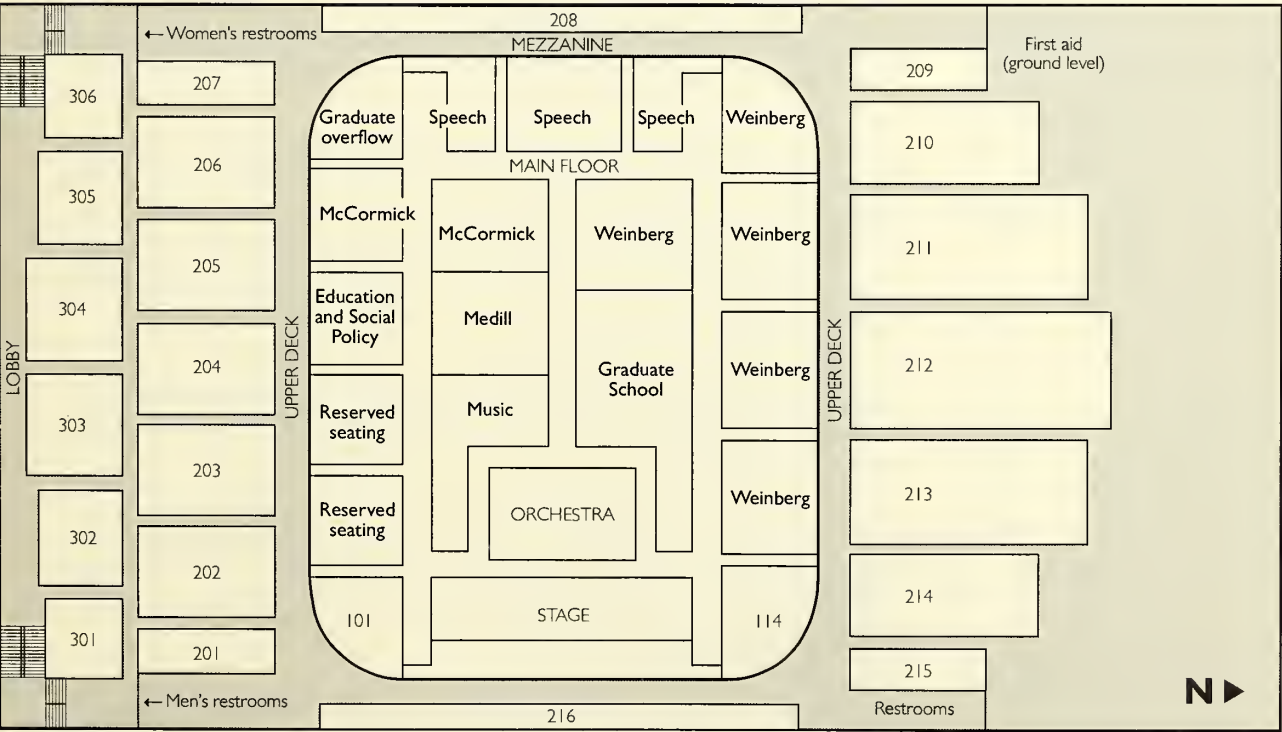 208
← Women's restrooms
MEZZANINE
First aid
(ground level)
306
207
209
Graduate
overflow
Speech
Speech
Speech
Weinberg
206
210
MAIN FLOOR
305
McCormick
McCormick
Weinberg
Weinberg
205
211
304
Education
and Social
Policy
Medill
LOBBY
UPPER DECK
204
Graduate
School
Weinberg
UPPER DECK
212
303
Reserved
seating
Music
203
213
302
Reserved
seating
ORCHESTRA
Weinberg
202
214
101
STAGE
114
301
201
215
← Men's restrooms
216
Restrooms
N ▶